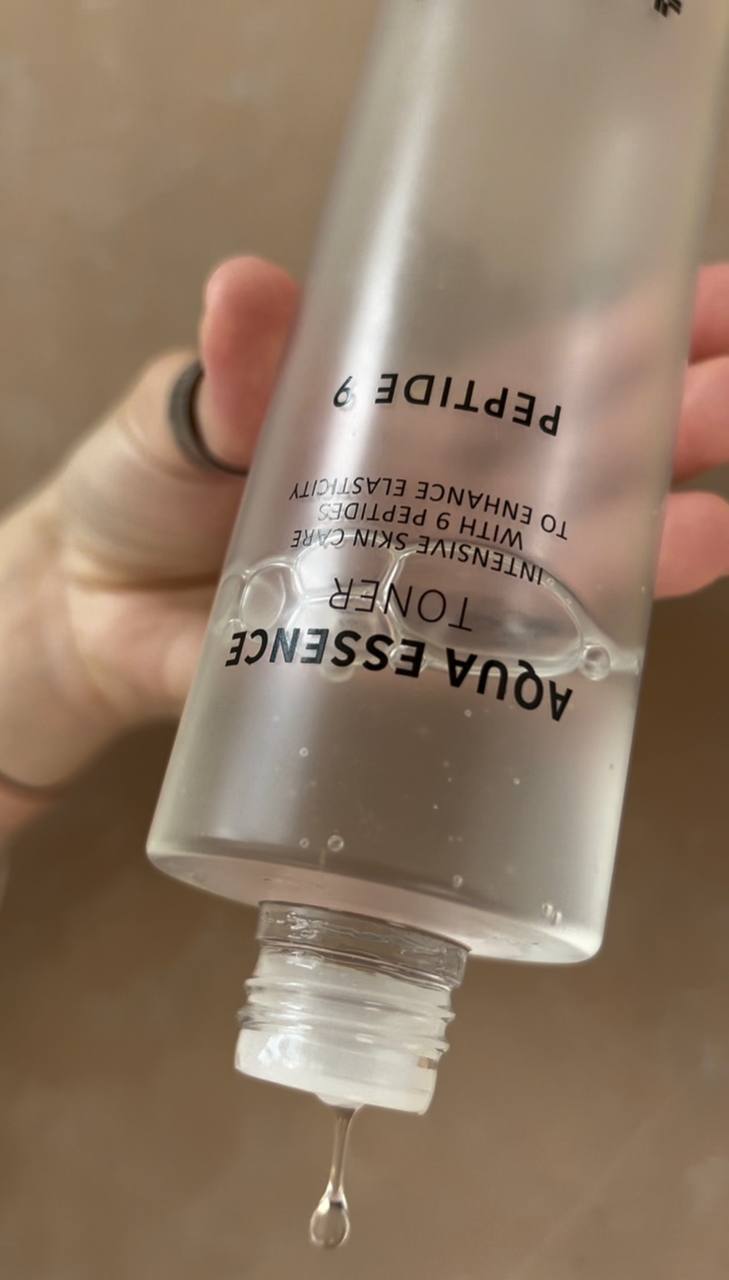 AQUA ESSENCE
TONER
INTENSIVE SKIN CARE
WITH 9 PEPTIDES
TO ENHANCE ELASTICITY
PEPTIDE 9